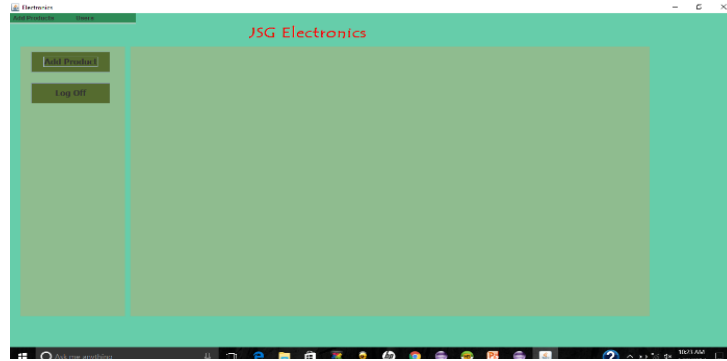 Electronics
Add Products Users
JSG Electronics
Add Product
Log Off
Ask me anything
10:23 AM